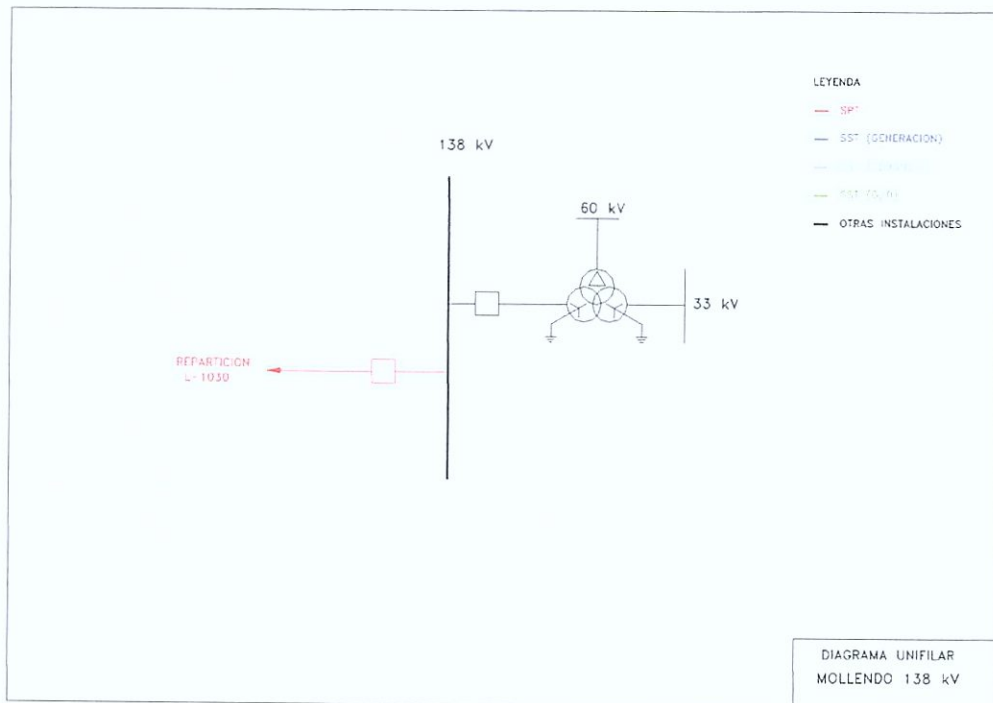 LEYENDA
SPT
SST (GENERACION)
OTRAS INSTALACIONES
138 kV
60 kV
33 kV
REPARTICION
L-1030
DIAGRAMA UNIFILAR
MOLLENDO 138 kV